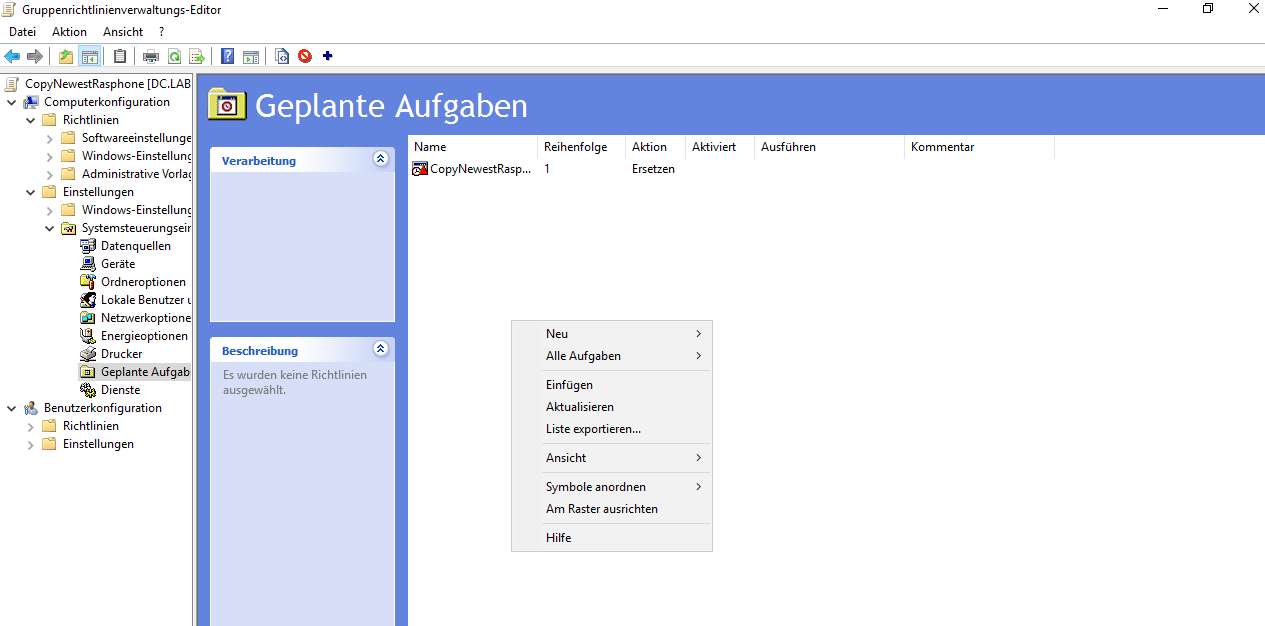 Gruppenrichtlinienverwaltungs-Editor
Datei Aktion Ansicht ?
CopyNewestRasphone [DC.LAB
Computerkonfiguration
Richtlinien
Softwareeinstellunge
Windows-Einstellung
Administrative Vorlag
Einstellungen
Windows-Einstellung
Systemsteuerungsein
Datenquellen
Geräte
Ordneroptionen
Lokale Benutzer u
Netzwerkoptione
Energieoptionen
Drucker
Geplante Aufgab
Dienste
Benutzerkonfiguration
Richtlinien
Einstellungen
Geplante Aufgaben
Verarbeitung
Beschreibung
Es wurden keine Richtlinien
ausgewählt.
Name Reihenfolge Aktion Aktiviert Ausführen Kommentar
CopyNewestRasp... 1 Ersetzen
Neu
Alle Aufgaben
Einfügen
Aktualisieren
Liste exportieren...
Ansicht
Symbole anordnen
Am Raster ausrichten
Hilfe